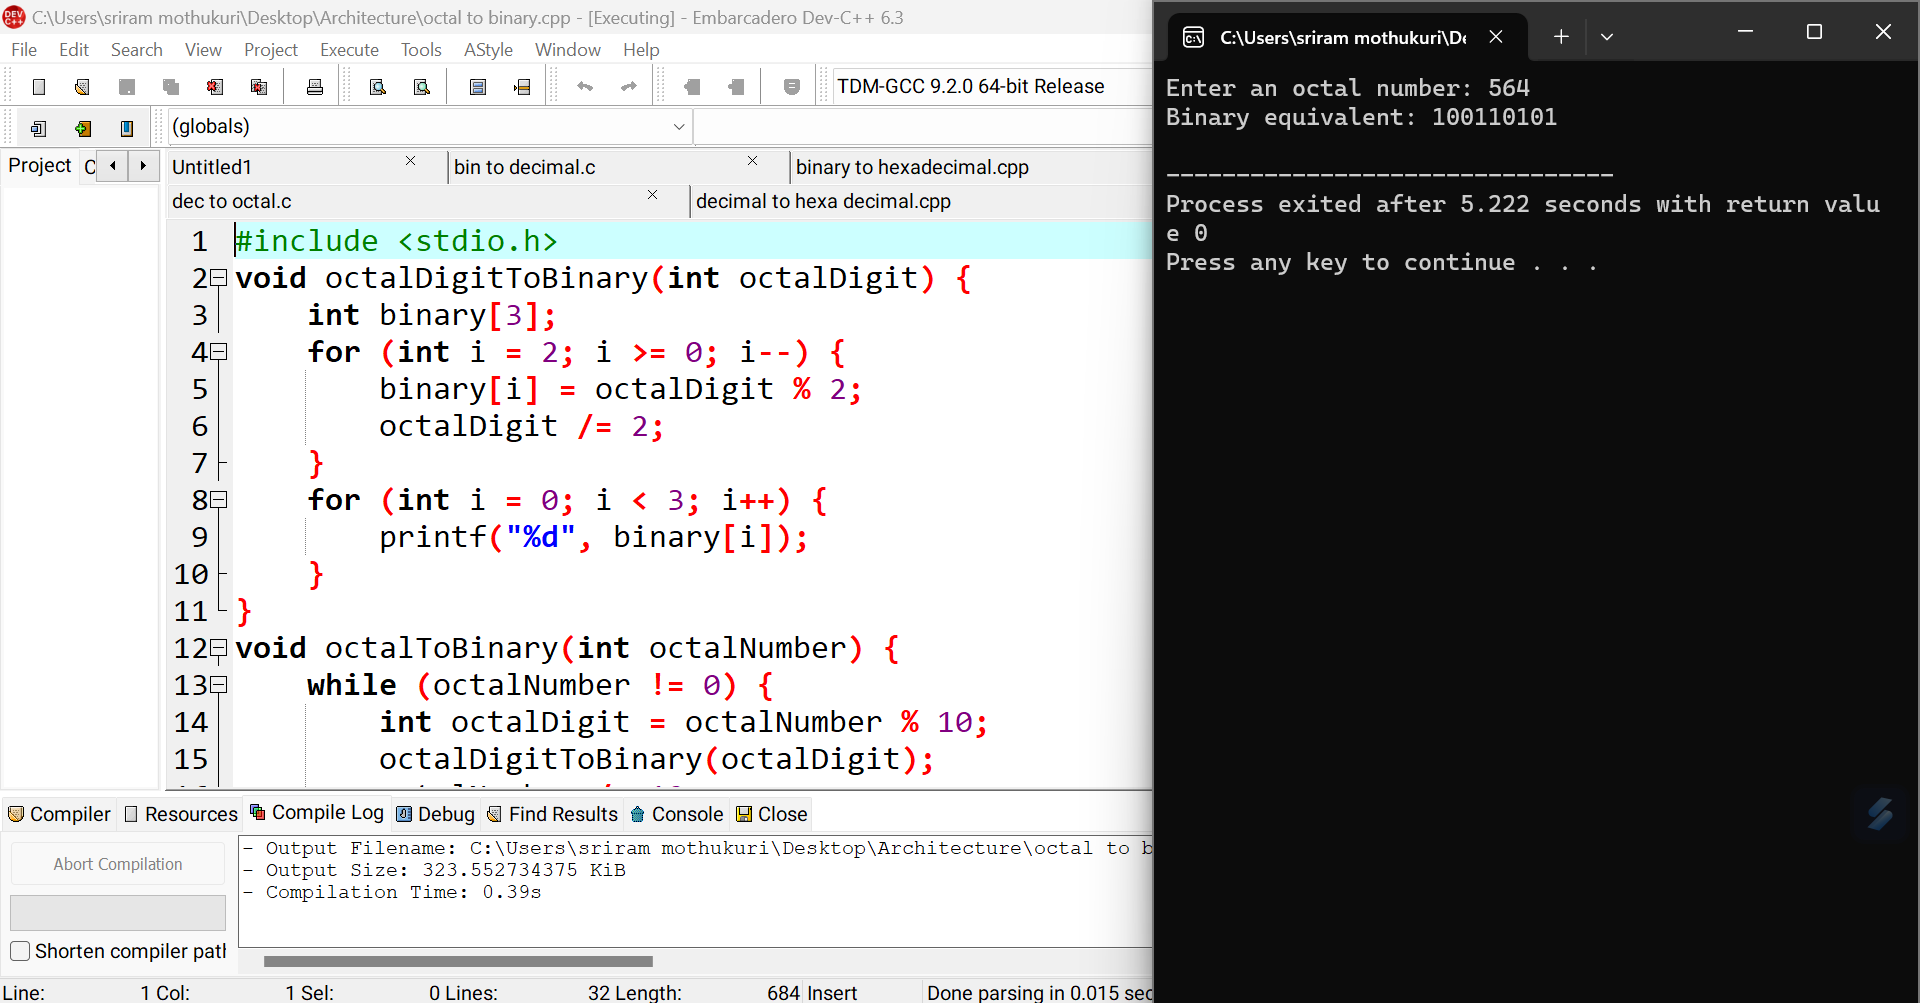 C:\Users\sriram mothukuri\Desktop\Architecture\octal to binary.cpp - [Executing] - Embarcadero Dev-C++ 6.3
File Edit Search View Project Execute Tools AStyle Window Help
TDM-GCC 9.2.0 64-bit Release
(globals)
Project
Untitled1 bin to decimal.c binary to hexadecimal.cpp
dec to octal.c decimal to hexa decimal.cpp
1 #include <stdio.h>
2 void octalDigitToBinary(int octalDigit) {
3 int binary[3];
4 for (int i = 2; i >= 0; i--) {
5 binary[i] = octalDigit % 2;
6 octalDigit /= 2;
7 }
8 for (int i = 0; i < 3; i++) {
9 printf("%d", binary[i]);
10 }
11 }
12 void octalToBinary(int octalNumber) {
13 while (octalNumber != 0) {
14 int octalDigit = octalNumber % 10;
15 octalDigitToBinary(octalDigit);
Compiler Resources Compile Log Debug Find Results Console Close
Abort Compilation
Shorten compiler path
- Output Filename: C:\Users\sriram mothukuri\Desktop\Architecture\octal to b
- Output Size: 323.552734375 KiB
- Compilation Time: 0.39s
Line: 1 Col: 1 Sel: 0 Lines: 32 Length: 684 Insert Done parsing in 0.015 sec
C:\Users\sriram mothukuri\De
Enter an octal number: 564
Binary equivalent: 100110101
--------------------------------
Process exited after 5.222 seconds with return valu
e 0
Press any key to continue . . .